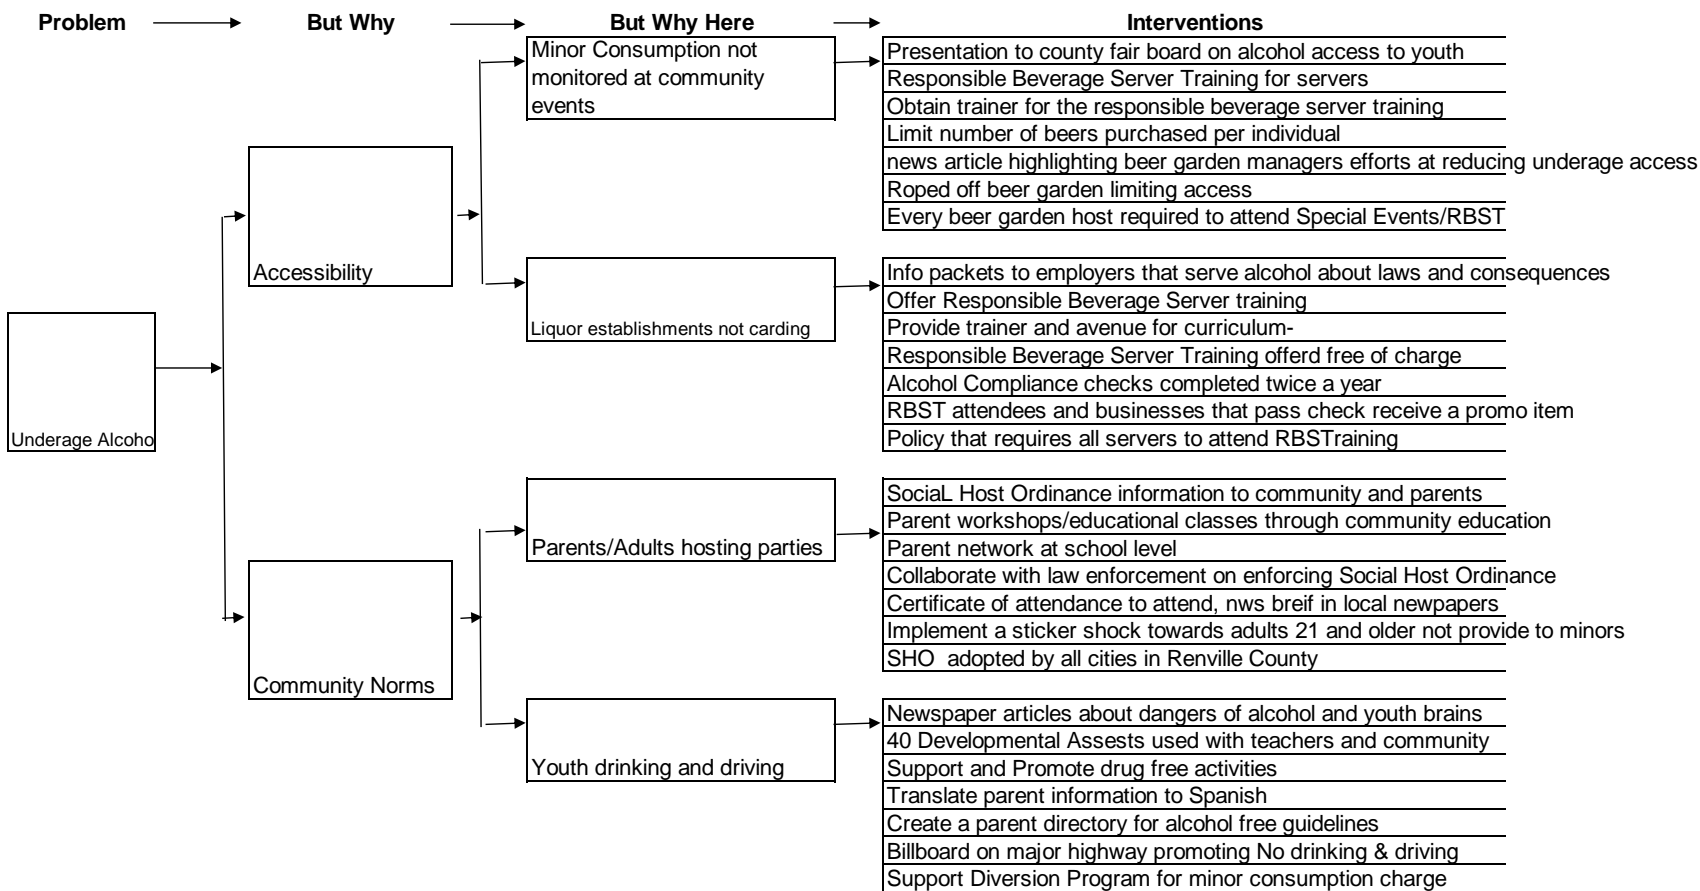 Problem
But Why
But Why Here
Interventions
Minor Consumption not
monitored at community
events
Presentation to county fair board on alcohol access to youth
Responsible Beverage Server Training for servers
Obtain trainer for the responsible beverage server training
Limit number of beers purchased per individual
news article highlighting beer garden managers efforts at reducing underage access
Roped off beer garden limiting access
Every beer garden host required to attend Special Events/RBST
Accessibility
Liquor establishments not carding
Info packets to employers that serve alcohol about laws and consequences
Offer Responsible Beverage Server training
Provide trainer and avenue for curriculum-
Responsible Beverage Server Training offerd free of charge
Alcohol Compliance checks completed twice a year
RBST attendees and businesses that pass check receive a promo item
Policy that requires all servers to attend RBSTraining
Underage Alcoho
Parents/Adults hosting parties
SociaL Host Ordinance information to community and parents
Parent workshops/educational classes through community education
Parent network at school level
Collaborate with law enforcement on enforcing Social Host Ordinance
Certificate of attendance to attend, nws breif in local newpapers
Implement a sticker shock towards adults 21 and older not provide to minors
SHO  adopted by all cities in Renville County
Community Norms
Youth drinking and driving
Newspaper articles about dangers of alcohol and youth brains
40 Developmental Assests used with teachers and community
Support and Promote drug free activities
Translate parent information to Spanish
Create a parent directory for alcohol free guidelines
Billboard on major highway promoting No drinking & driving
Support Diversion Program for minor consumption charge